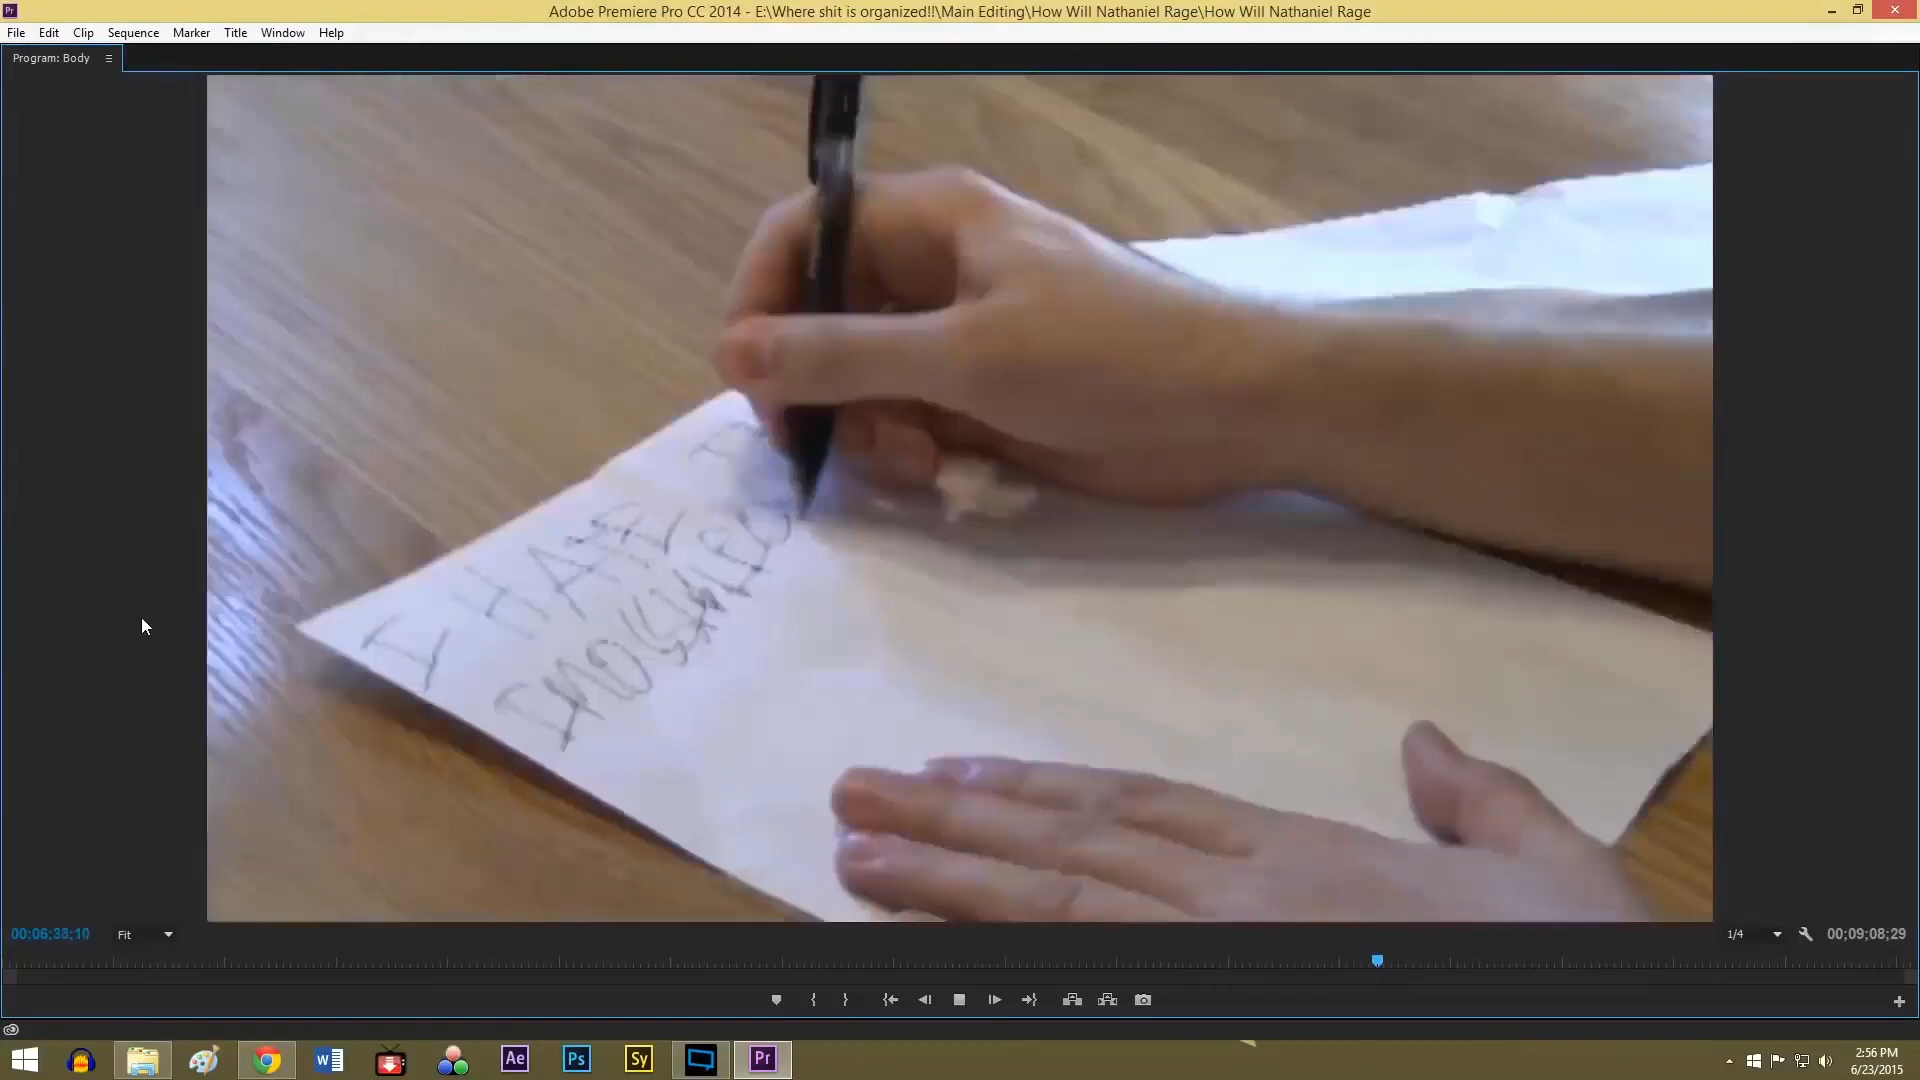 Adobe Premiere Pro CC 2014 - E:\Where shit is organized!!\Main Editing\How Will Nathaniel Rage\How Will Nathaniel Rage
File Edit Clip Sequence Marker Title Window Help
Program: Body
I HAVE
00;06;35;10 Fit 1/4 00;09;08;29
Ae Ps Sy Pr
2:56 PM
6/23/2015